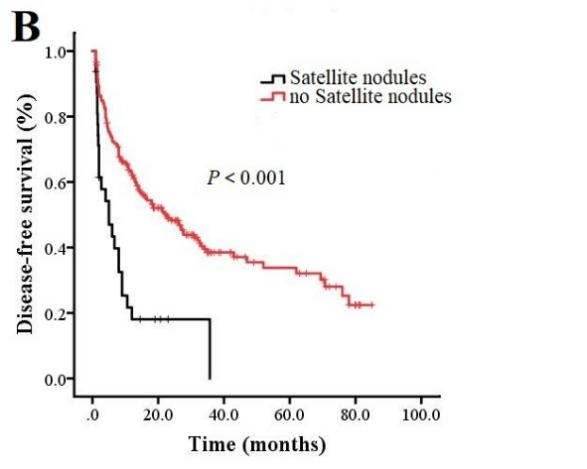 B
1.0
Satellite nodules
no Satellite nodules
0.8
P < 0.001
0.6
0.4
0.2
0.0
Disease-free survival (%)
.0 20.0 40.0 60.0 80.0 100.0
Time (months)